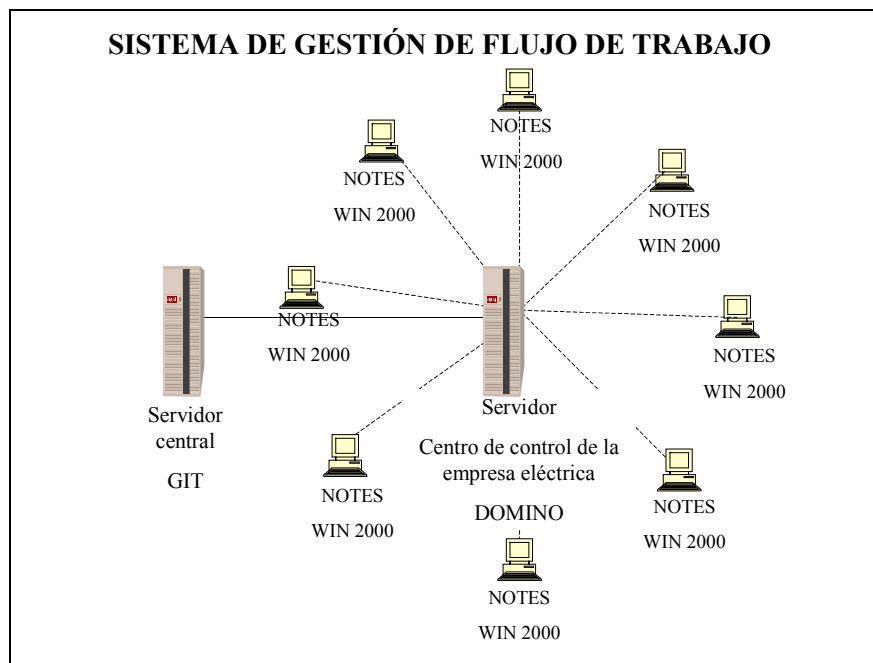 SISTEMA DE GESTIÓN DE FLUJO DE TRABAJO
NOTES
WIN 2000
NOTES
WIN 2000
NOTES
WIN 2000
NOTES
WIN 2000
NOTES
WIN 2000
Servidor
central
GIT
Servidor
Centro de control de la
empresa eléctrica
DOMINO
NOTES
WIN 2000
NOTES
WIN 2000
NOTES
WIN 2000